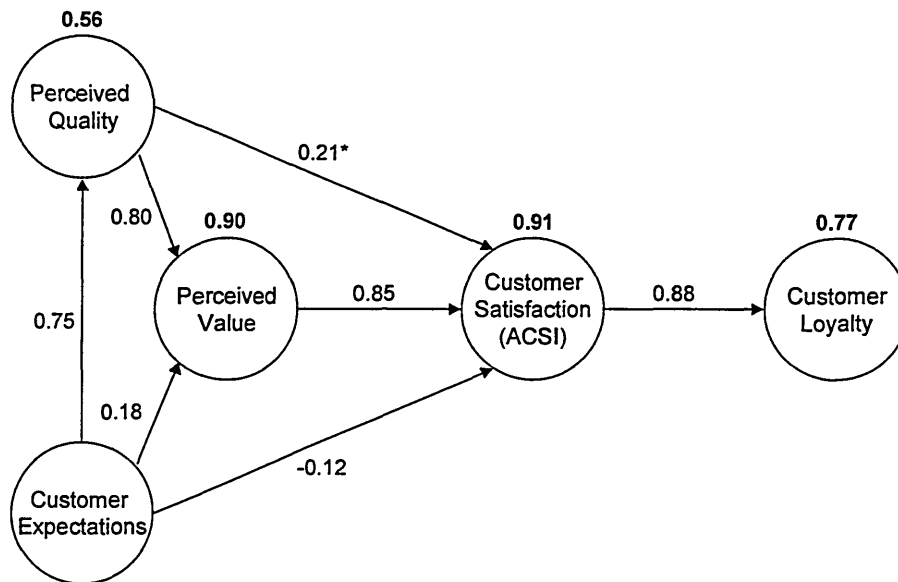 0.56
Perceived
Quality
0.21*
0.80
0.90
0.91
0.77
Perceived
Value
0.85
Customer
Satisfaction
(ACSI)
0.88
Customer
Loyalty
0.75
0.18
-0.12
Customer
Expectations